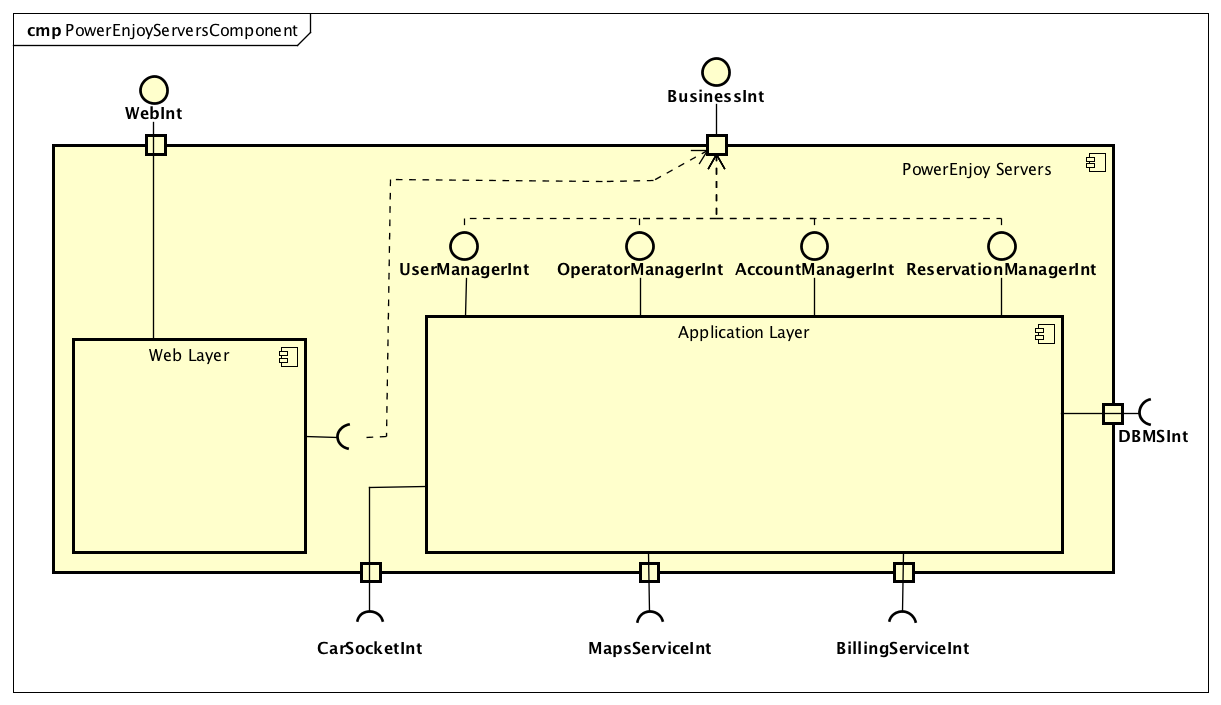 cmp PowerEnjoyServersComponent
WebInt
BusinessInt
PowerEnjoy Servers
UserManagerInt
OperatorManagerInt
AccountManagerInt
ReservationManagerInt
Application Layer
Web Layer
DBMSInt
CarSocketInt
MapsServiceInt
BillingServiceInt